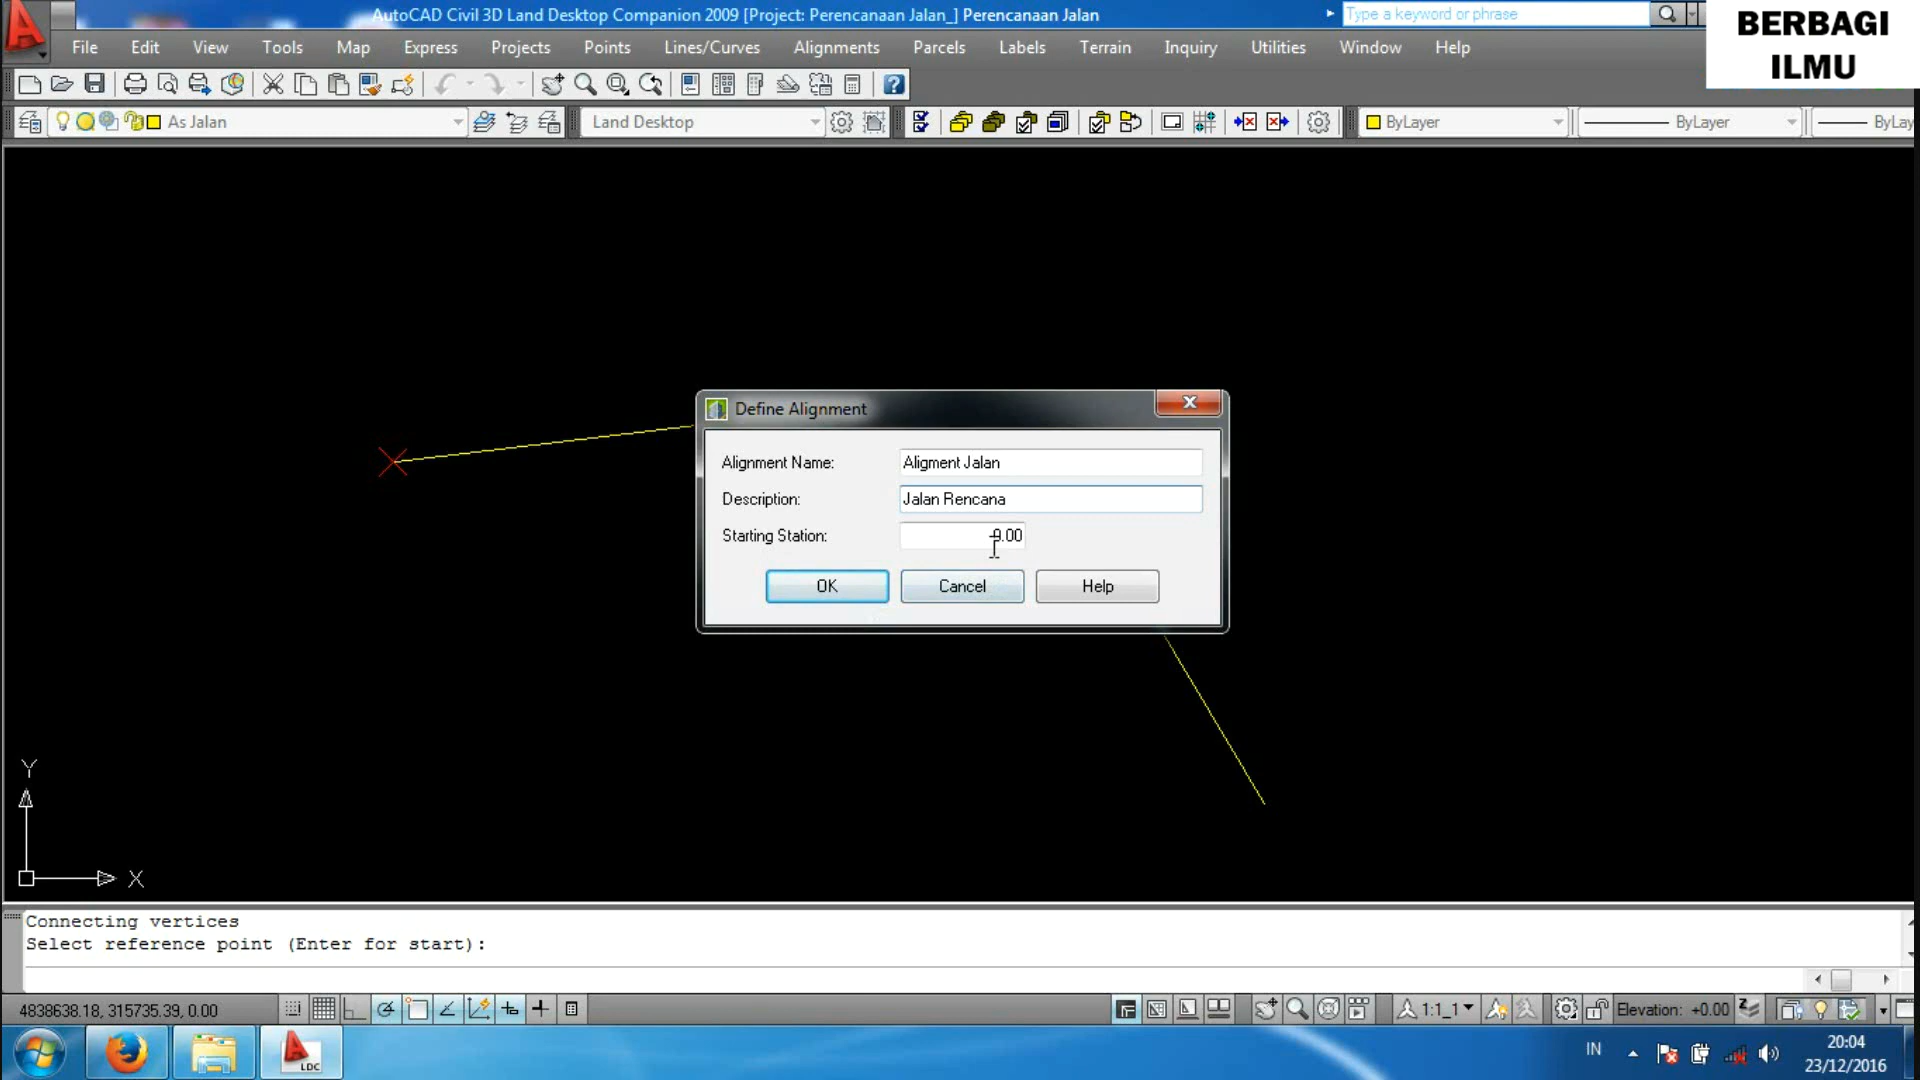 AutoCAD Civil 3D Land Desktop Companion 2009 [Project: Perencanaan Jalan_] Perencanaan Jalan
Type a keyword or phrase
BERBAGI
ILMU
File Edit View Tools Map Express Projects Points Lines/Curves Alignments Parcels Labels Terrain Inquiry Utilities Window Help
As Jalan
Land Desktop
ByLayer
ByLayer
ByLay
Define Alignment
Alignment Name: Aligment Jalan
Description: Jalan Rencana
Starting Station:
OK Cancel Help
Y
X
Connecting vertices
Select reference point (Enter for start):
4838638.18, 315735.39, 0.00
1:1_1
Elevation: +0.00
LDC
IN
20:04
23/12/2016